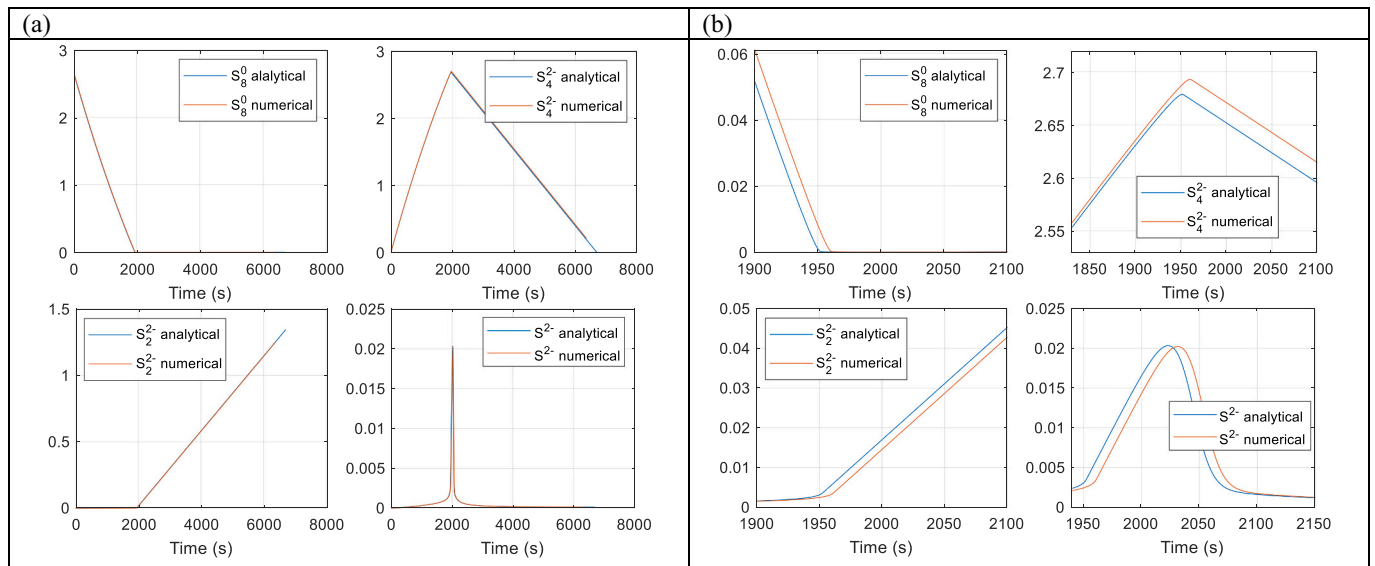 (a)
3
2
1
0
0 2000 4000 6000 8000
Time (s)
S₈⁰ alalytical
S₈⁰ numerical
3
2
1
0
0 2000 4000 6000 8000
Time (s)
S₄²⁻ analytical
S₄²⁻ numerical
1.5
1
0.5
0
0 2000 4000 6000 8000
Time (s)
S₂²⁻ analytical
S₂²⁻ numerical
0.025
0.02
0.015
0.01
0.005
0
0 2000 4000 6000 8000
Time (s)
S²⁻ analytical
S²⁻ numerical
(b)
0.06
0.04
0.02
0
1900 1950 2000 2050 2100
Time (s)
S₈⁰ alalytical
S₈⁰ numerical
2.7
2.65
2.6
2.55
1850 1900 1950 2000 2050 2100
Time (s)
S₄²⁻ analytical
S₄²⁻ numerical
0.05
0.04
0.03
0.02
0.01
0
1900 1950 2000 2050 2100
Time (s)
S₂²⁻ analytical
S₂²⁻ numerical
0.025
0.02
0.015
0.01
0.005
0
1950 2000 2050 2100 2150
Time (s)
S²⁻ analytical
S²⁻ numerical